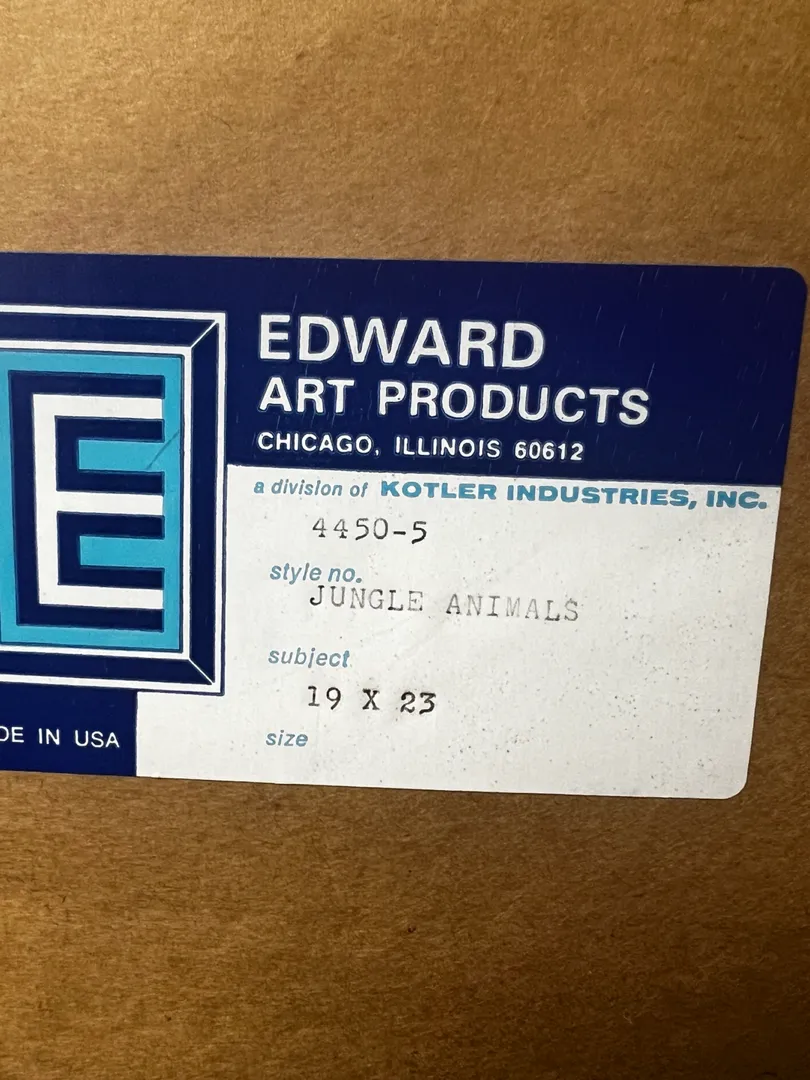 E
EDWARD
ART PRODUCTS
CHICAGO, ILLINOIS 60612
a division of KOTLER INDUSTRIES, INC.
4450-5
style no.
JUNGLE ANIMALS
subject
19 X 23
size
DE IN USA